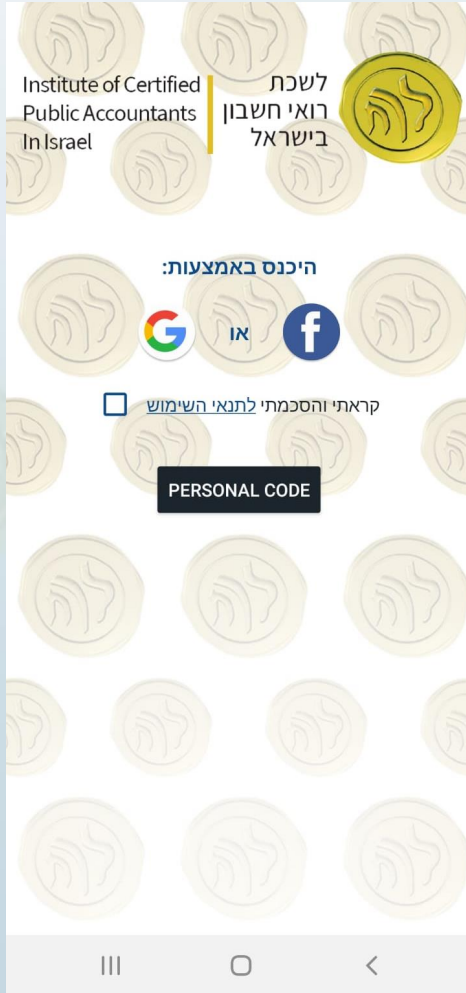 Institute of Certified
Public Accountants
In Israel
לשכת
רואי חשבון
בישראל
היכנס באמצעות:
או
קראתי והסכמתי לתנאי השימוש
PERSONAL CODE